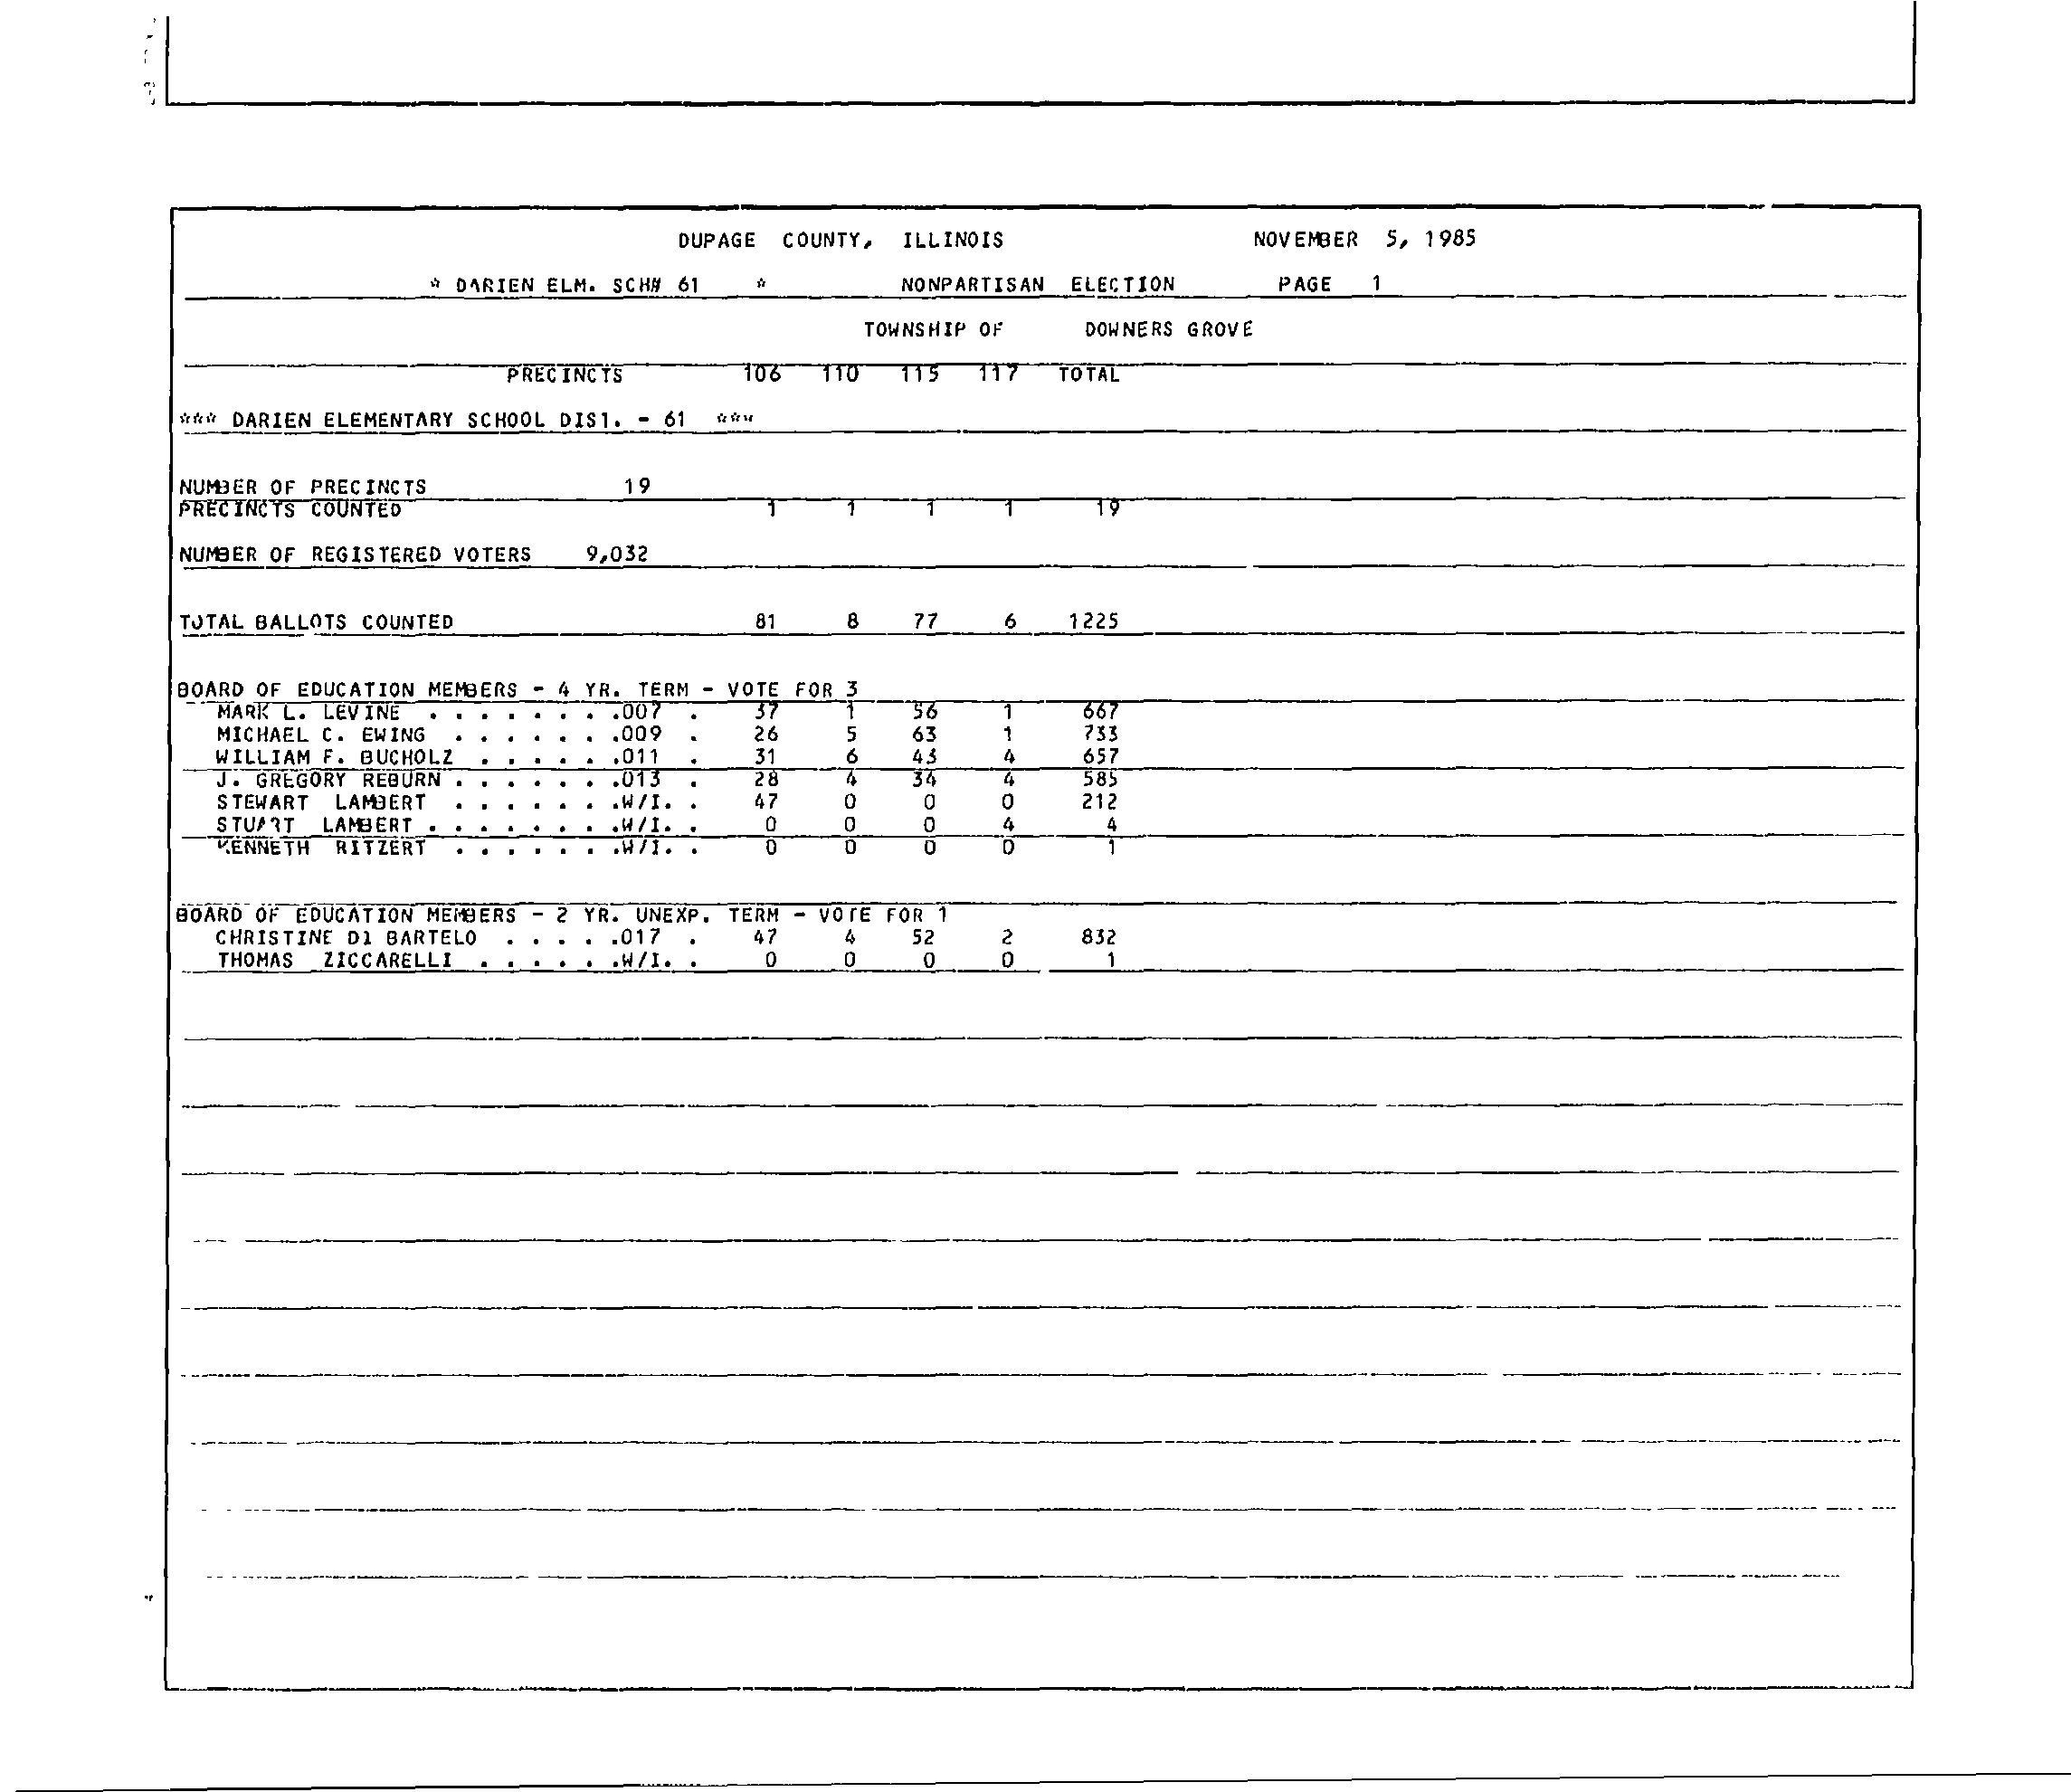 DUPAGE COUNTY, ILLINOIS NOVEMBER 5, 1985
* DARIEN ELM. SCH# 61 * NONPARTISAN ELECTION PAGE 1
TOWNSHIP OF DOWNERS GROVE
PRECINCTS 106 110 115 117 TOTAL
*** DARIEN ELEMENTARY SCHOOL DIST. - 61 ***
NUMBER OF PRECINCTS 19
PRECINCTS COUNTED 1 1 1 1 19
NUMBER OF REGISTERED VOTERS 9,032
TOTAL BALLOTS COUNTED 81 8 77 6 1225
BOARD OF EDUCATION MEMBERS - 4 YR. TERM - VOTE FOR 3
MARK L. LEVINE . . . . . . . .007 . 37 1 56 1 667
MICHAEL C. EWING . . . . . . .009 . 26 5 63 1 733
WILLIAM F. BUCHOLZ . . . . . .011 . 31 6 43 4 657
J. GREGORY REBURN . . . . . . .013 . 28 4 34 4 585
STEWART LAMBERT . . . . . . .W/I. . 47 0 0 0 212
STUART LAMBERT . . . . . . . .W/I. . 0 0 0 4 4
KENNETH RITZERT . . . . . . .W/I. . 0 0 0 0 1
BOARD OF EDUCATION MEMBERS - 2 YR. UNEXP. TERM - VOTE FOR 1
CHRISTINE DI BARTELO . . . . .017 . 47 4 52 2 832
THOMAS ZICCARELLI . . . . . .W/I. . 0 0 0 0 1